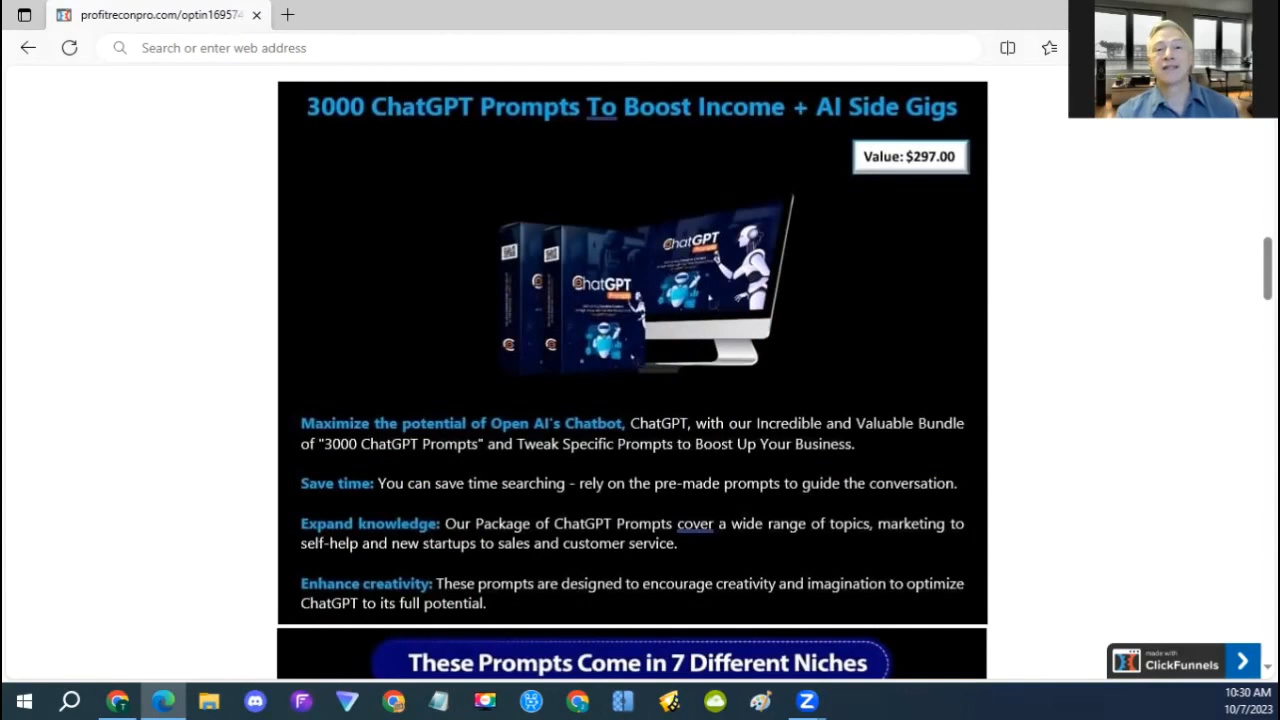 profitreconpro.com/optin169574
Search or enter web address
3000 ChatGPT Prompts To Boost Income + AI Side Gigs
Value: $297.00
ChatGPT
Prompts
ChatGPT
Prompts
Maximize the potential of Open AI's Chatbot, ChatGPT, with our Incredible and Valuable Bundle
of "3000 ChatGPT Prompts" and Tweak Specific Prompts to Boost Up Your Business.
Save time: You can save time searching - rely on the pre-made prompts to guide the conversation.
Expand knowledge: Our Package of ChatGPT Prompts cover a wide range of topics, marketing to
self-help and new startups to sales and customer service.
Enhance creativity: These prompts are designed to encourage creativity and imagination to optimize
ChatGPT to its full potential.
These Prompts Come in 7 Different Niches
made with
ClickFunnels
10:30 AM
10/7/2023